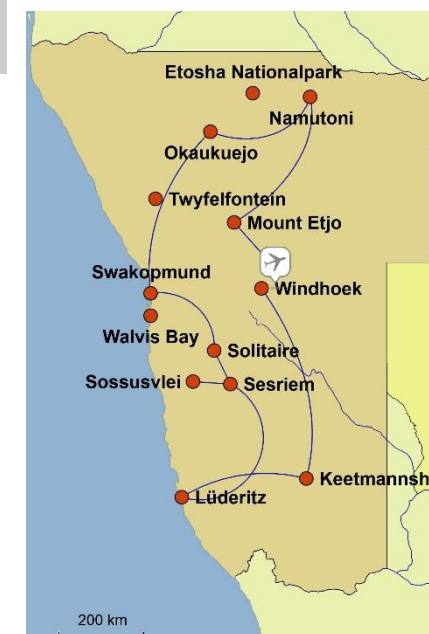 Etosha Nationalpark
Namutoni
Okaukuejo
Twyfelfontein
Mount Etjo
Swakopmund
Windhoek
Walvis Bay
Solitaire
Sossusvlei
Sesriem
Keetmannsh
Lüderitz
200 km